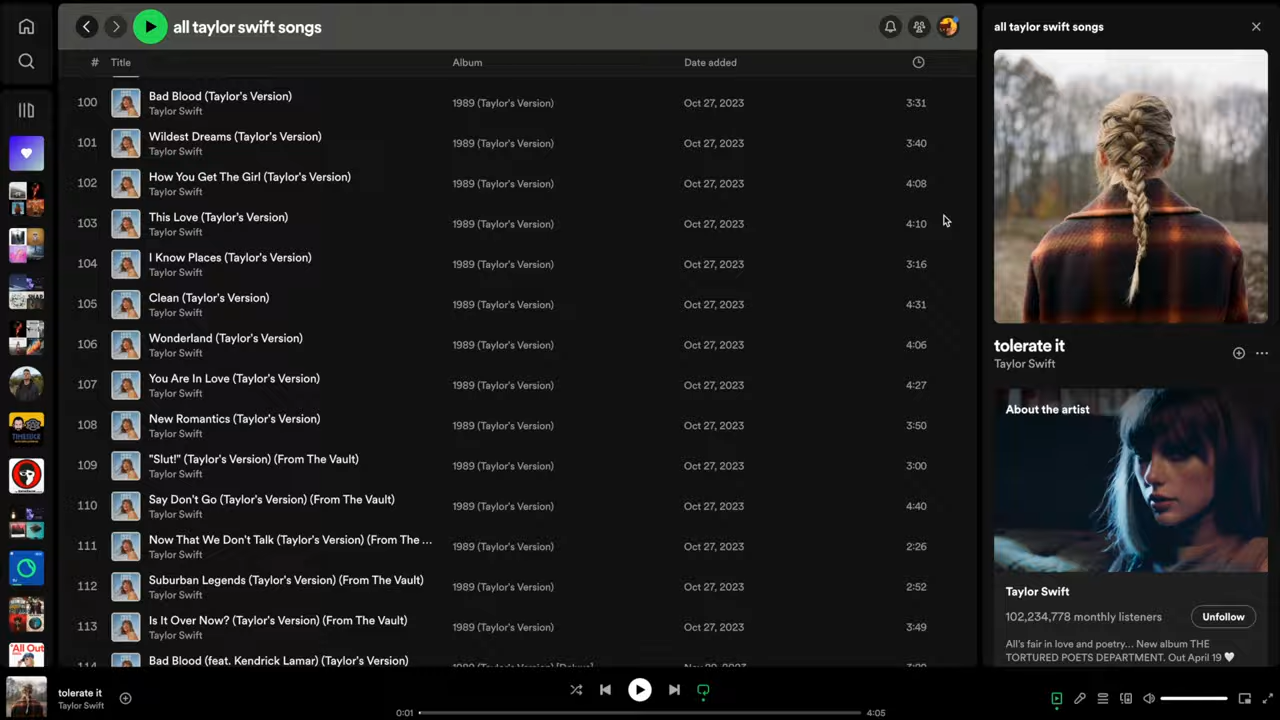 all taylor swift songs
# Title Album Date added
100 Bad Blood (Taylor's Version) 1989 (Taylor's Version) Oct 27, 2023 3:31
Taylor Swift
101 Wildest Dreams (Taylor's Version) 1989 (Taylor's Version) Oct 27, 2023 3:40
Taylor Swift
102 How You Get The Girl (Taylor's Version) 1989 (Taylor's Version) Oct 27, 2023 4:08
Taylor Swift
103 This Love (Taylor's Version) 1989 (Taylor's Version) Oct 27, 2023 4:10
Taylor Swift
104 I Know Places (Taylor's Version) 1989 (Taylor's Version) Oct 27, 2023 3:16
Taylor Swift
105 Clean (Taylor's Version) 1989 (Taylor's Version) Oct 27, 2023 4:31
Taylor Swift
106 Wonderland (Taylor's Version) 1989 (Taylor's Version) Oct 27, 2023 4:06
Taylor Swift
107 You Are In Love (Taylor's Version) 1989 (Taylor's Version) Oct 27, 2023 4:27
Taylor Swift
108 New Romantics (Taylor's Version) 1989 (Taylor's Version) Oct 27, 2023 3:50
Taylor Swift
109 "Slut!" (Taylor's Version) (From The Vault) 1989 (Taylor's Version) Oct 27, 2023 3:00
Taylor Swift
110 Say Don't Go (Taylor's Version) (From The Vault) 1989 (Taylor's Version) Oct 27, 2023 4:40
Taylor Swift
111 Now That We Don't Talk (Taylor's Version) (From The ... 1989 (Taylor's Version) Oct 27, 2023 2:26
Taylor Swift
112 Suburban Legends (Taylor's Version) (From The Vault) 1989 (Taylor's Version) Oct 27, 2023 2:52
Taylor Swift
113 Is It Over Now? (Taylor's Version) (From The Vault) 1989 (Taylor's Version) Oct 27, 2023 3:49
Taylor Swift
Bad Blood (feat. Kendrick Lamar) (Taylor's Version)
all taylor swift songs
tolerate it
Taylor Swift
About the artist
Taylor Swift
102,234,778 monthly listeners Unfollow
All's fair in love and poetry... New album THE
TORTURED POETS DEPARTMENT. Out April 19 🤍
tolerate it
Taylor Swift
0:01 4:05